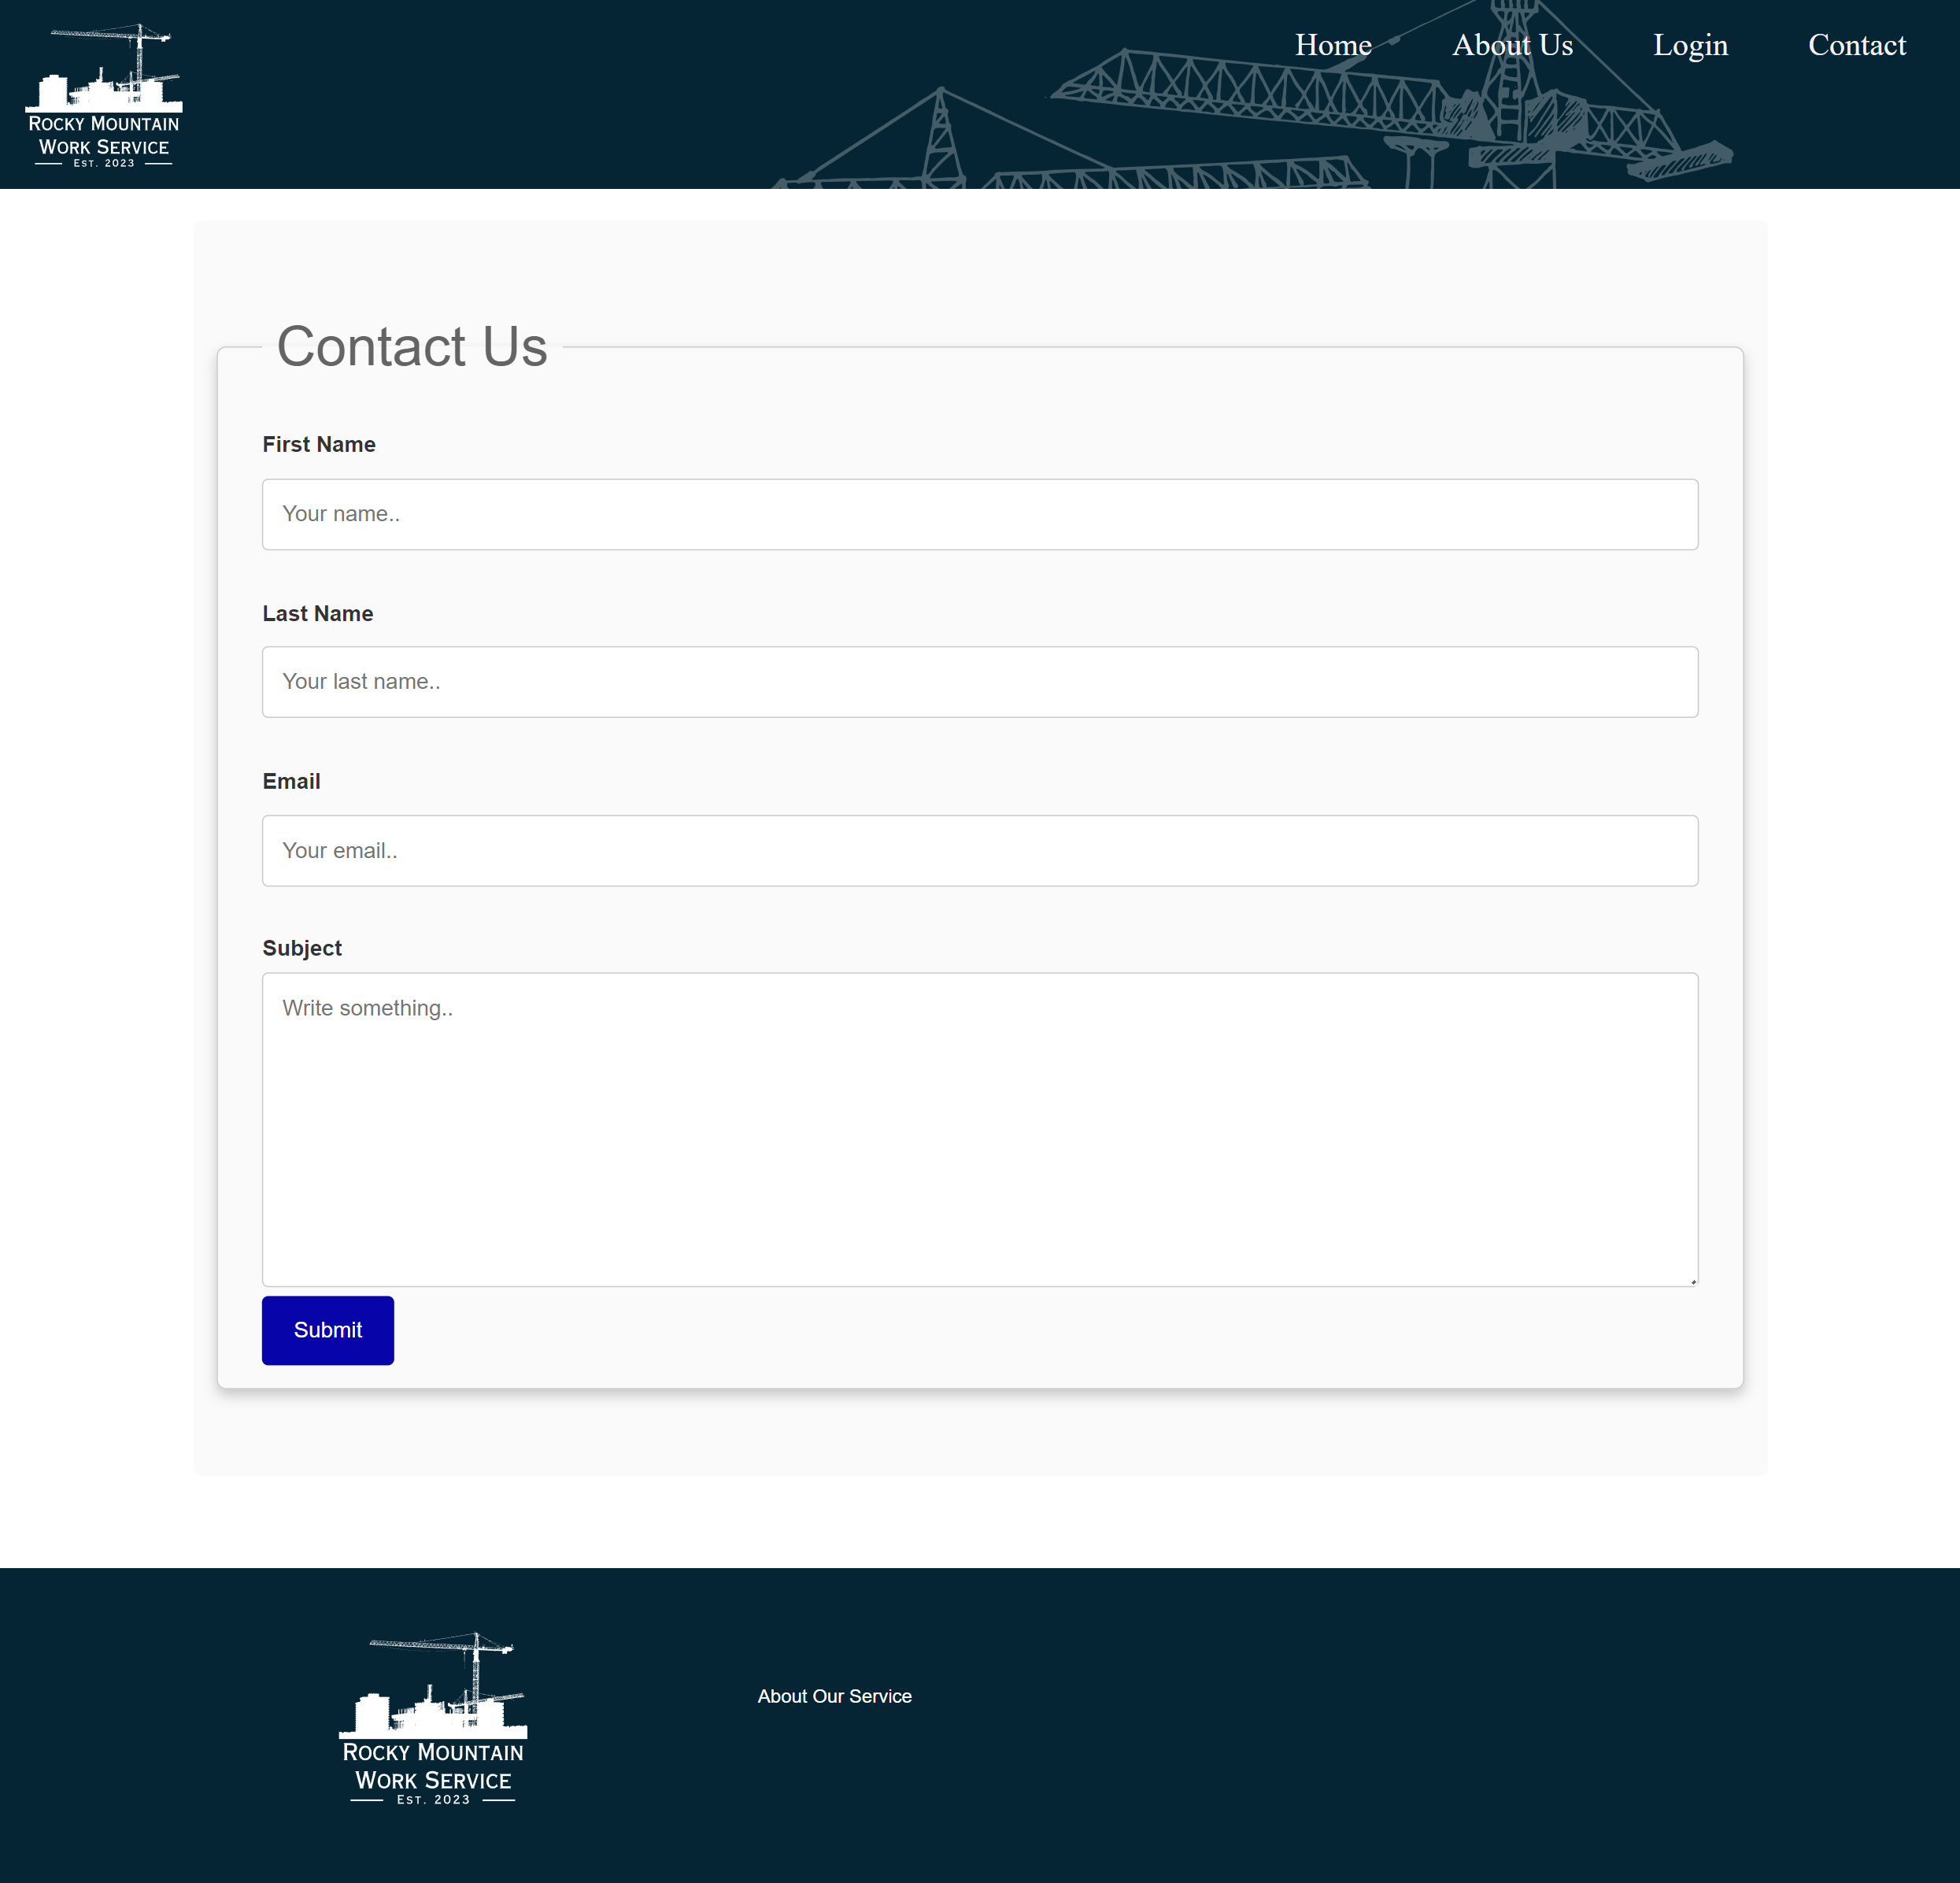 ROCKY MOUNTAIN
WORK SERVICE
EST. 2023
Home About Us Login Contact
Contact Us
First Name
Your name..
Last Name
Your last name..
Email
Your email..
Subject
Write something..
Submit
ROCKY MOUNTAIN
WORK SERVICE
EST. 2023
About Our Service